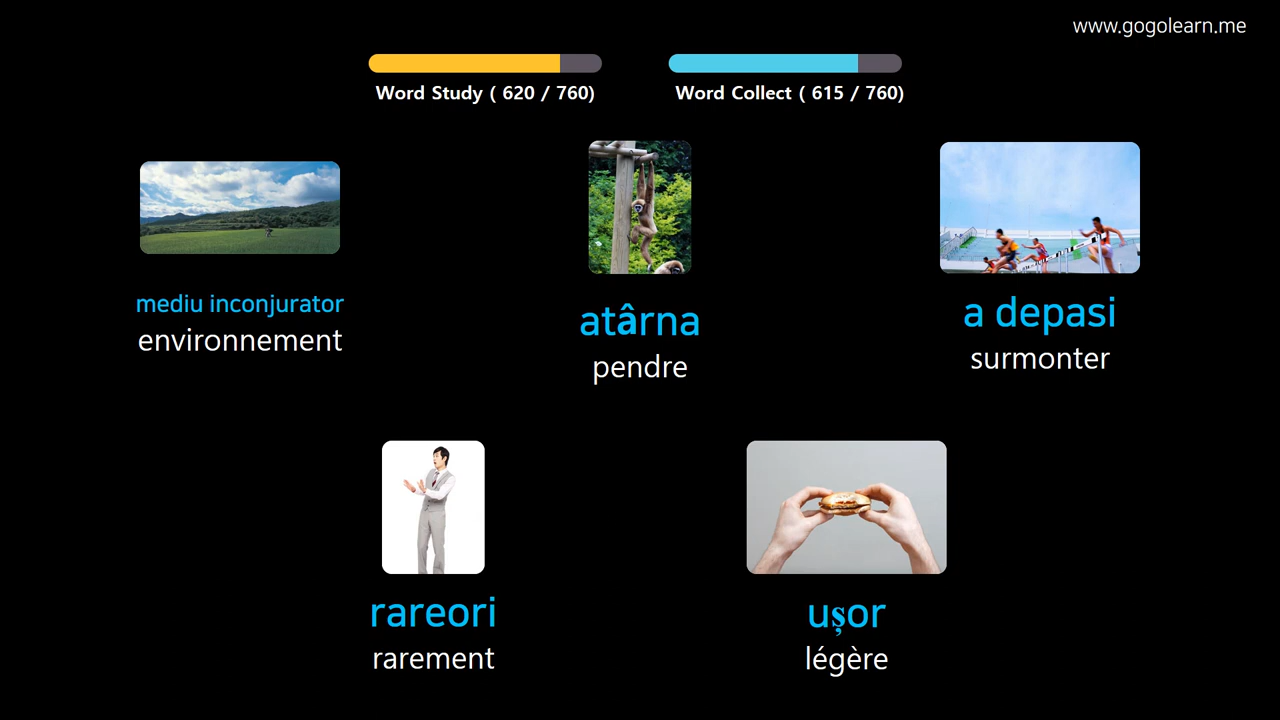 www.gogolearn.me
Word Study ( 620 / 760)
Word Collect ( 615 / 760)
mediu inconjurator
environnement
atârna
pendre
a depasi
surmonter
rareori
rarement
ușor
légère